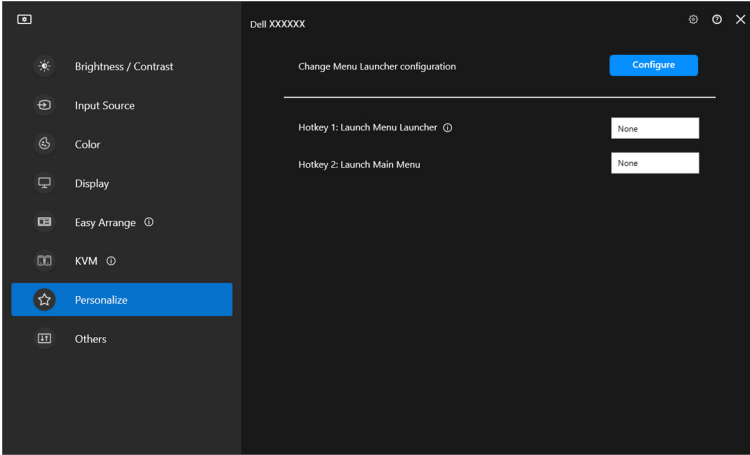 Dell XXXXXX
Brightness / Contrast
Input Source
Color
Display
Easy Arrange
KVM
Personalize
Others
Change Menu Launcher configuration
Configure
Hotkey 1: Launch Menu Launcher
None
Hotkey 2: Launch Main Menu
None